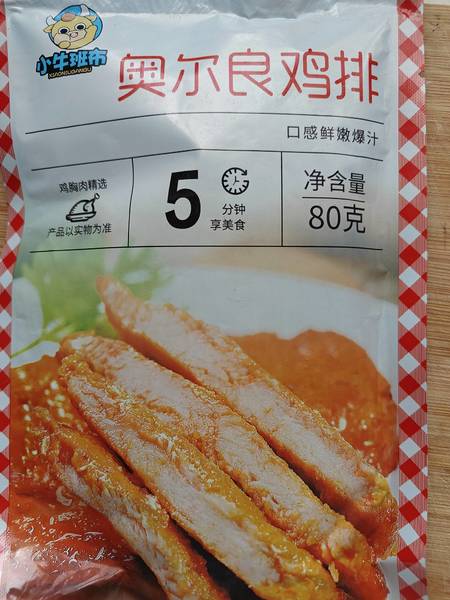 小牛班布
XIAONIUBANBU
奥尔良鸡排
口感鲜嫩爆汁
鸡胸肉精选
产品以实物为准
5
分钟
享美食
净含量
80克